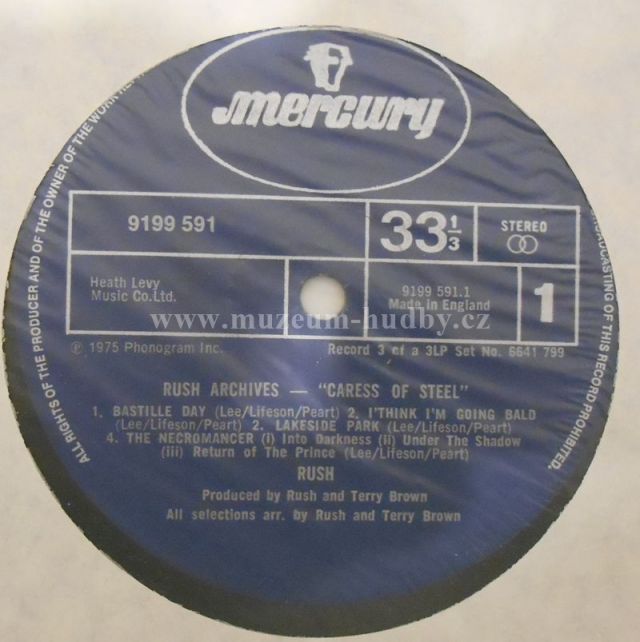 mercury
ALL RIGHTS OF THE PRODUCER AND OF THE OWNER OF THE WORK
BROADCASTING OF THIS RECORD PROHIBITED.
9199 591
33 1/3
STEREO
Heath Levy
Music Co.Ltd.
9199 591.1
Made in England
1
www.muzeum-hudby.cz
℗ 1975 Phonogram Inc.
Record 3 of a 3LP Set No. 6641 799
RUSH ARCHIVES — "CARESS OF STEEL"
1. BASTILLE DAY (Lee/Lifeson/Peart) 2. I'THINK I'M GOING BALD
(Lee/Lifeson/Peart) 2. LAKESIDE PARK (Lee/Lifeson/Peart)
4. THE NECROMANCER (i) Into Darkness (ii) Under The Shadow
(iii) Return of The Prince (Lee/Lifeson/Peart)
RUSH
Produced by Rush and Terry Brown
All selections arr. by Rush and Terry Brown